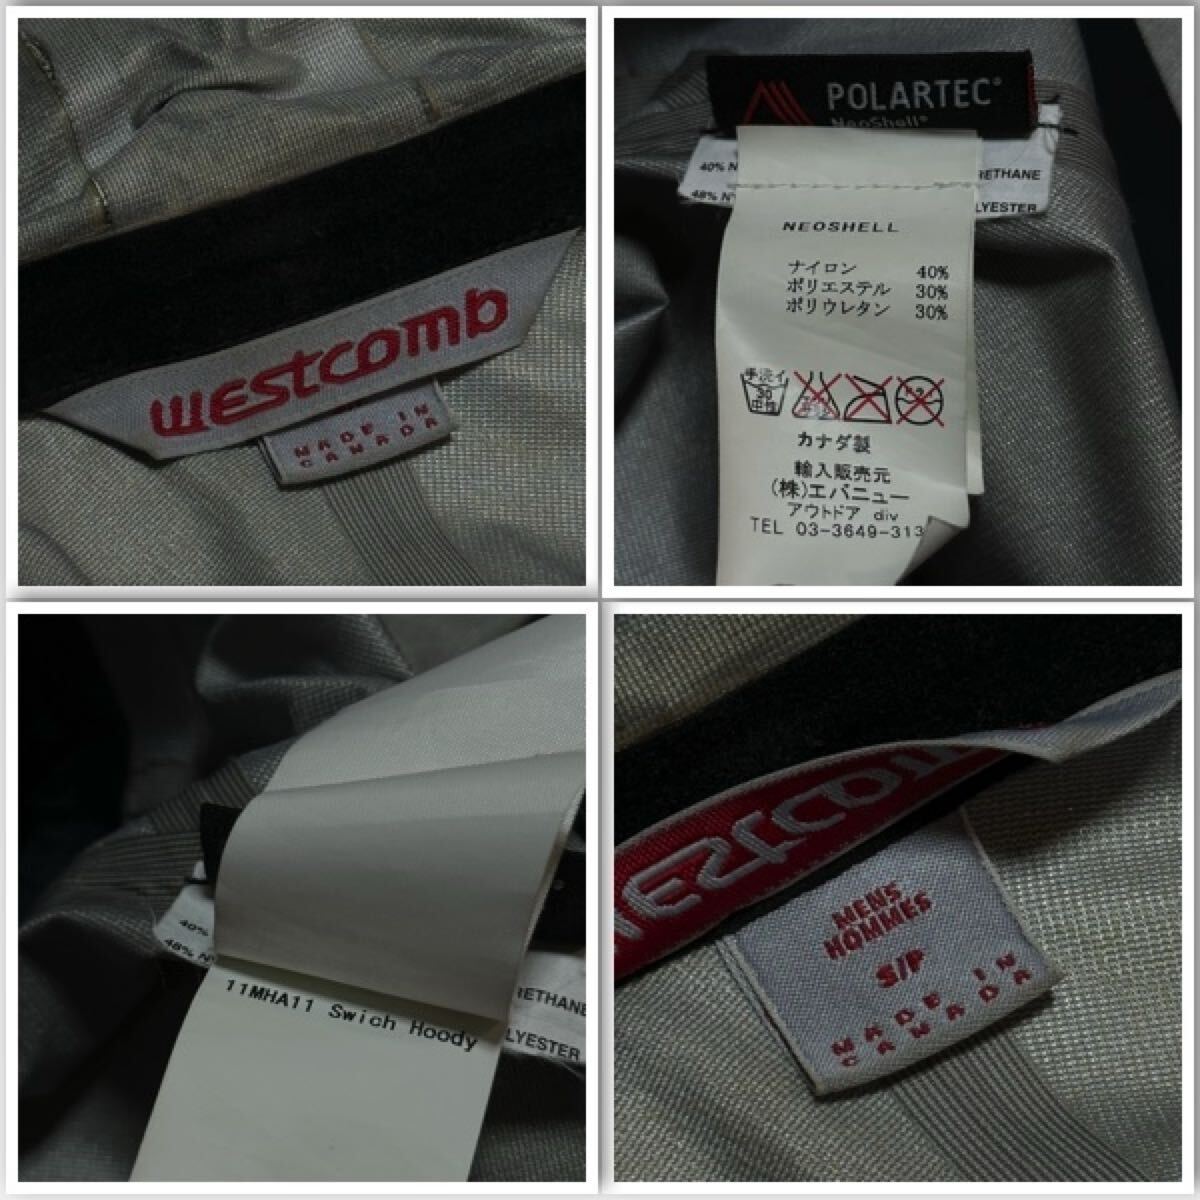 westcomb
MADE IN
CANADA
POLARTEC®
NeoShell®
40% N
RETHANE
48% N
LYESTER
NEOSHELL
ナイロン 40%
ポリエステル 30%
ポリウレタン 30%
手洗イ
30
中性
カナダ製
輸入販売元
(株)エバニュー
アウトドア div
TEL 03-3649-313
40%
48% N
RETHANE
LYESTER
11MHA11 Swich Hoody
MENS
HOMMES
S/P
MADE IN
CANADA